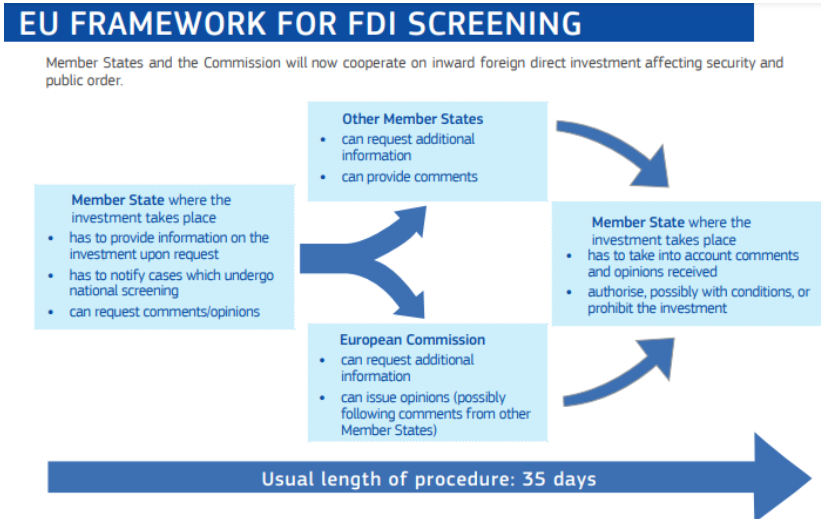 EU FRAMEWORK FOR FDI SCREENING
Member States and the Commission will now cooperate on inward foreign direct investment affecting security and
public order.
Other Member States
• can request additional
information
• can provide comments
Member State where the
investment takes place
• has to provide information on the
investment upon request
• has to notify cases which undergo
national screening
• can request comments/opinions
European Commission
• can request additional
information
• can issue opinions (possibly
following comments from other
Member States)
Member State where the
investment takes place
• has to take into account comments
and opinions received
• authorise, possibly with conditions, or
prohibit the investment
Usual length of procedure: 35 days